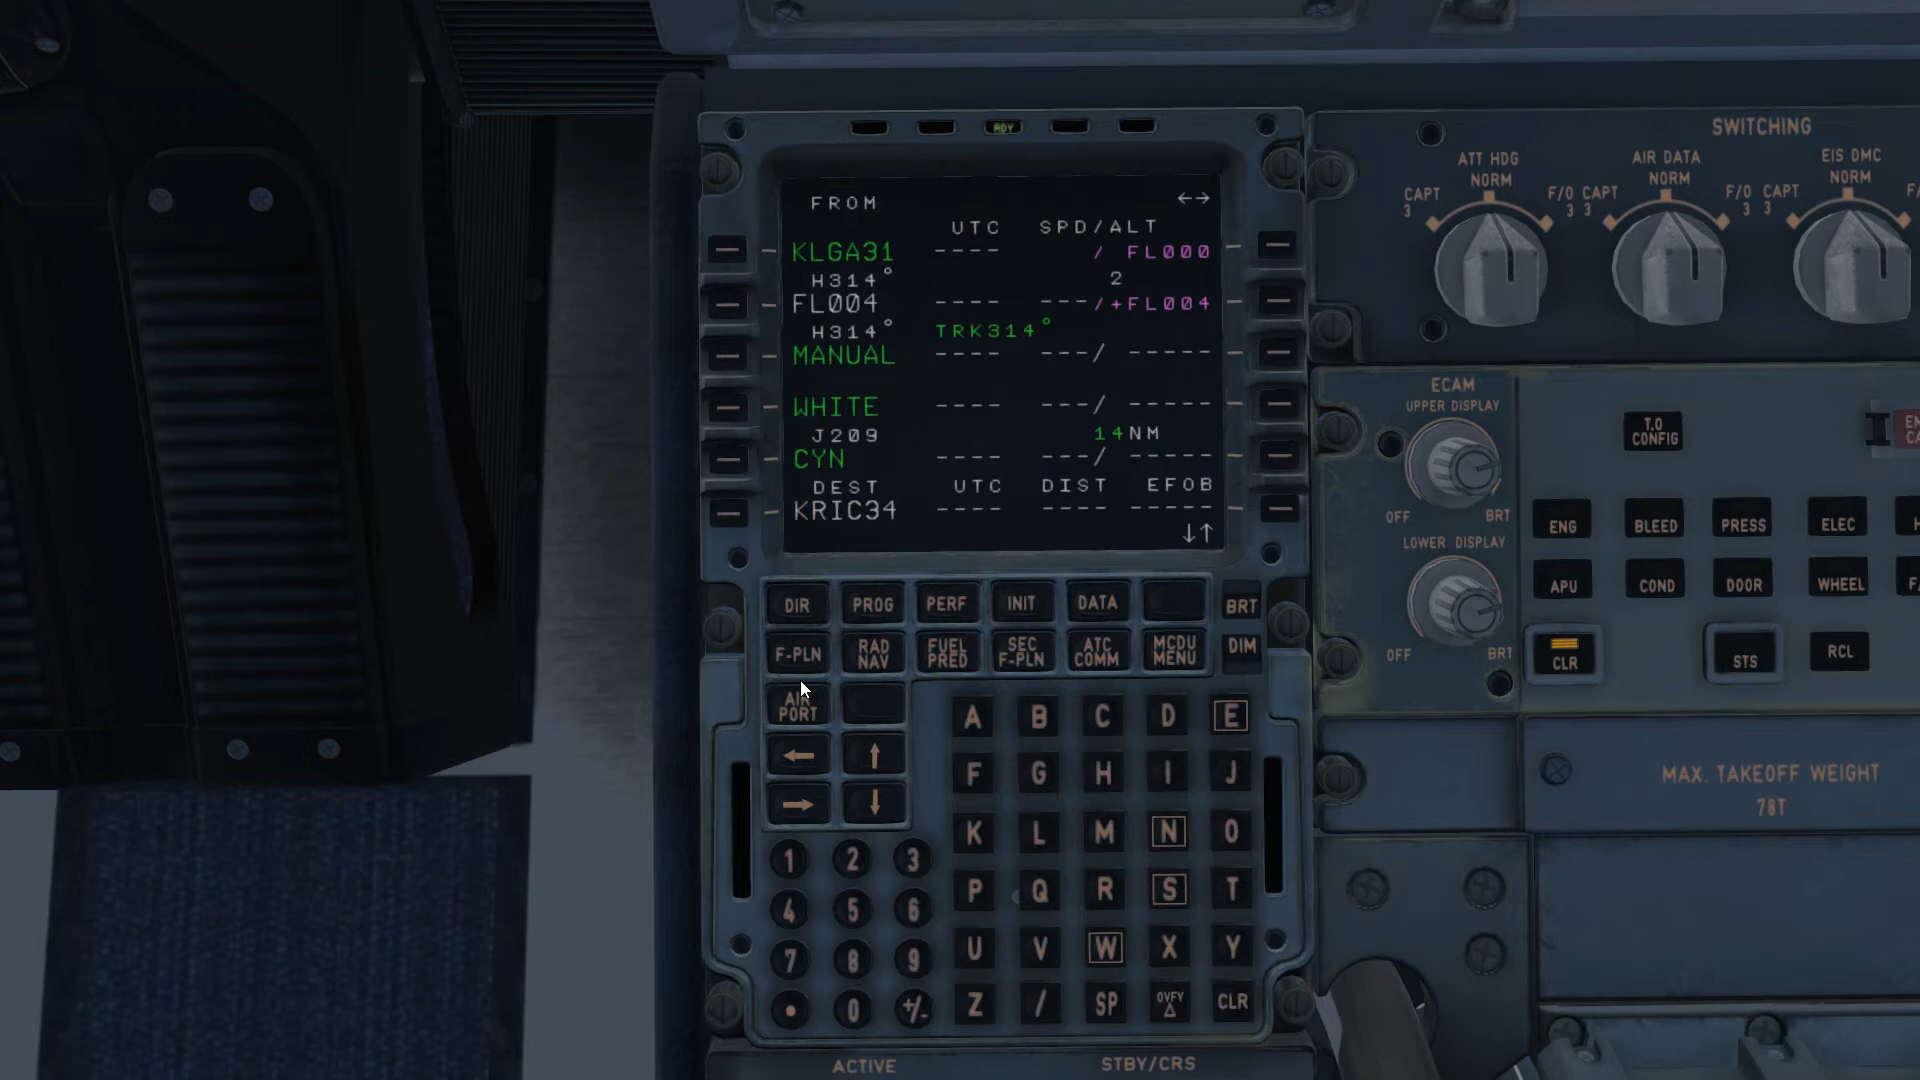 RDY
FROM ←→
UTC SPD/ALT
KLGA31 ---- / FL000
H314° 2
FL004 ---- ---/+FL004
H314° TRK314°
MANUAL ---- ---/ -----
WHITE ---- ---/ -----
J209 14NM
CYN ---- ---/ -----
DEST UTC DIST EFOB
KRIC34 ---- ---- -----
↓↑
DIR PROG PERF INIT DATA BRT
F-PLN RAD NAV FUEL PRED SEC F-PLN ATC COMM MCDU MENU DIM
AIR PORT
← ↑
→ ↓
A B C D E
F G H I J
K L M N O
P Q R S T
U V W X Y
Z / SP OVFY Δ CLR
1 2 3
4 5 6
7 8 9
. 0 +/-
ACTIVE STBY/CRS
SWITCHING
ATT HDG AIR DATA EIS DMC
NORM NORM NORM
CAPT 3 F/O 3 CAPT 3 F/O 3 CAPT 3
ECAM
UPPER DISPLAY
OFF BRT
LOWER DISPLAY
OFF BRT
T.O CONFIG
ENG BLEED PRESS ELEC
APU COND DOOR WHEEL
CLR STS RCL
MAX. TAKEOFF WEIGHT
78T